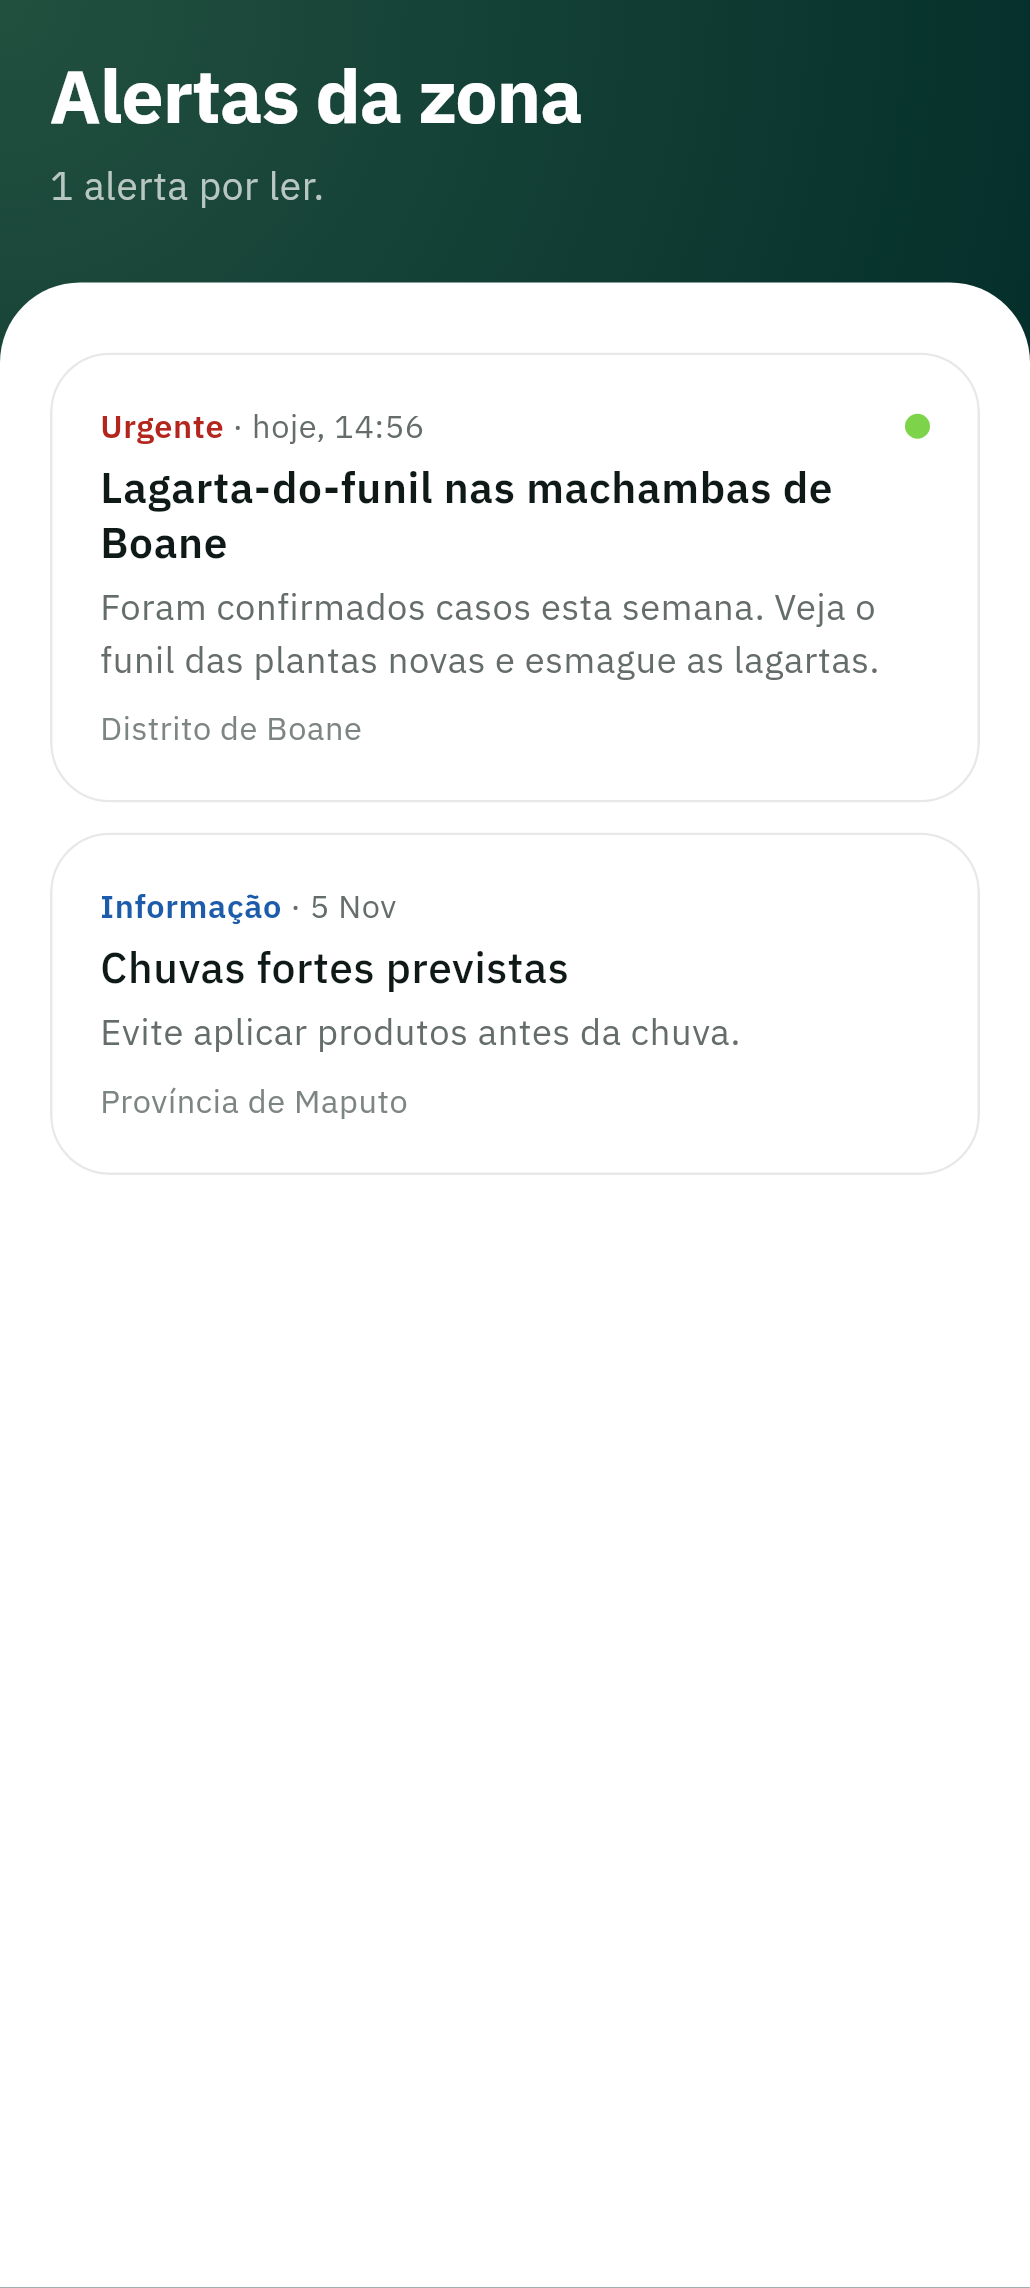 Alertas da zona
1 alerta por ler.
Urgente · hoje, 14:56
Lagarta-do-funil nas machambas de
Boane
Foram confirmados casos esta semana. Veja o
funil das plantas novas e esmague as lagartas.
Distrito de Boane
Informação · 5 Nov
Chuvas fortes previstas
Evite aplicar produtos antes da chuva.
Província de Maputo